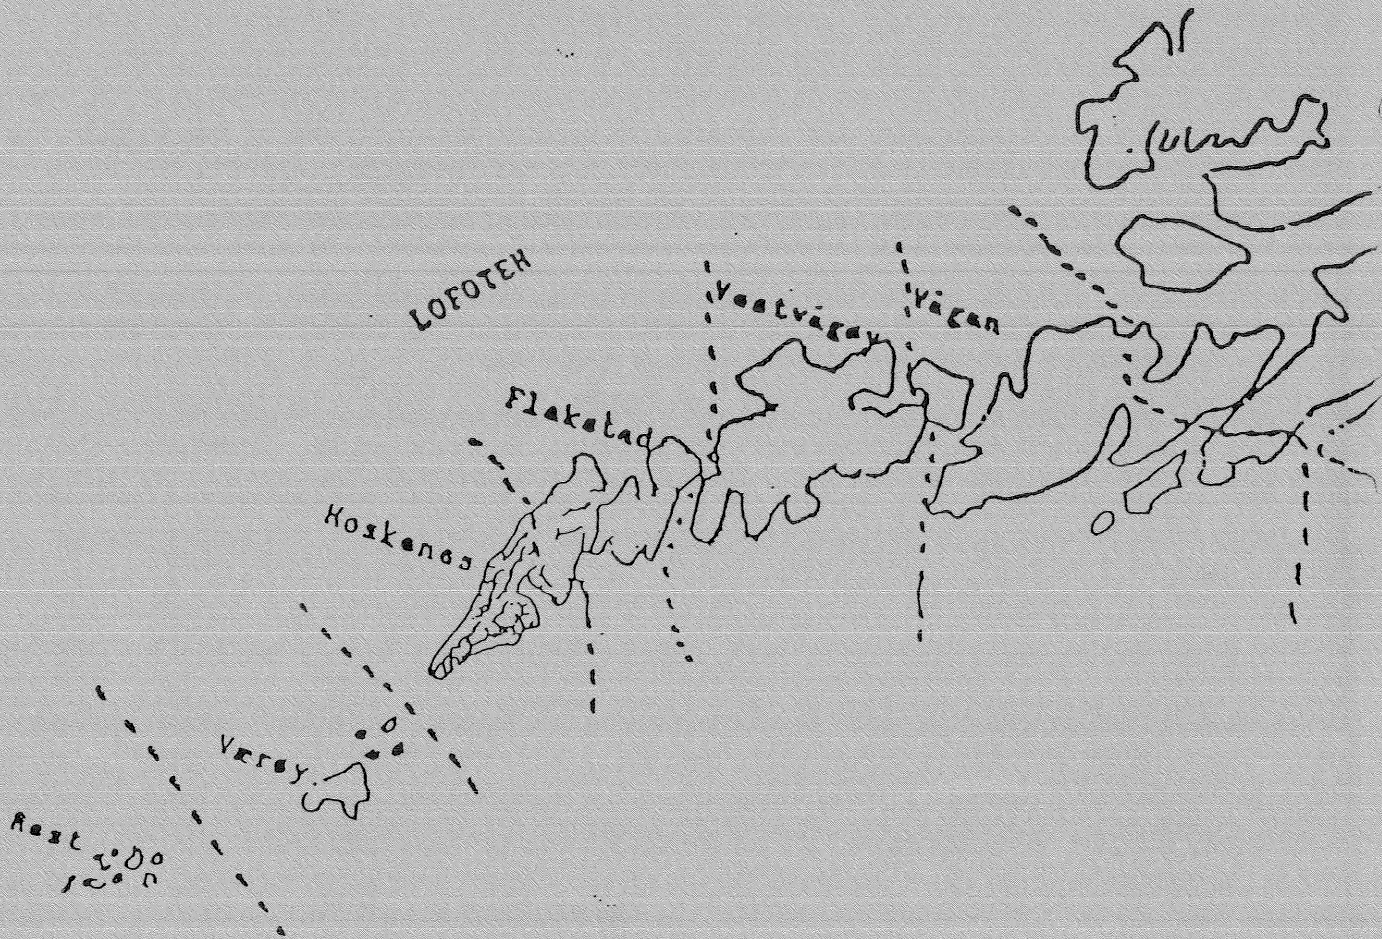 LOFOTEN
Vestvågøy
Vågan
Flakstad
Moskenes
Værøy
Røst